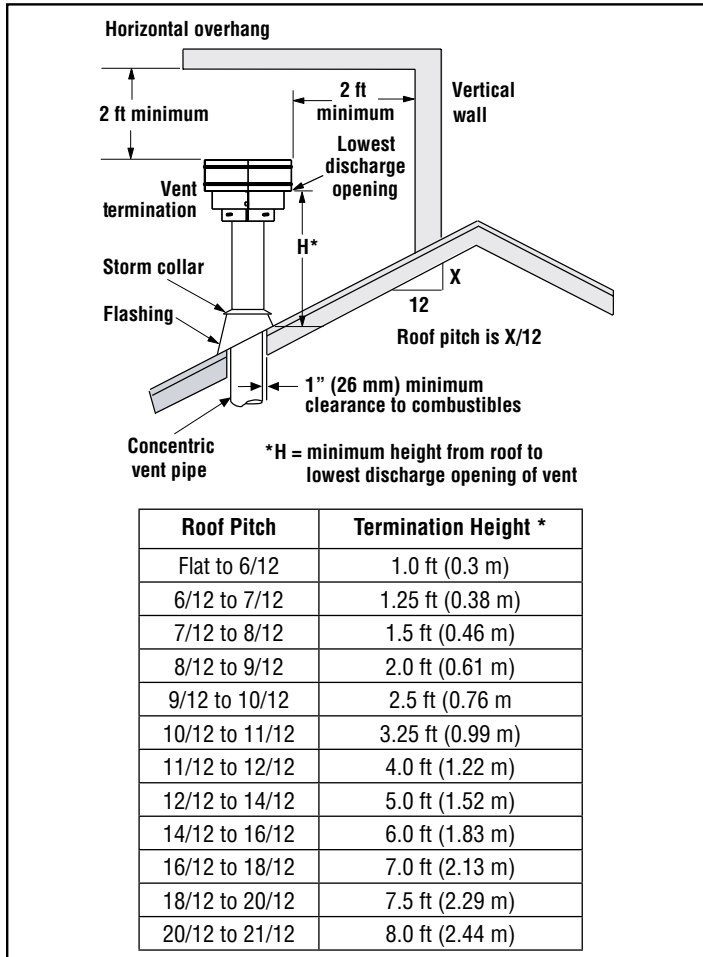 Horizontal overhang
2 ft minimum
2 ft
minimum
Vertical
wall
Lowest
discharge
opening
Vent
termination
H*
Storm collar
Flashing
X
12
Roof pitch is X/12
1” (26 mm) minimum
clearance to combustibles
Concentric
vent pipe
*H = minimum height from roof to
lowest discharge opening of vent
Roof Pitch Termination Height *
Flat to 6/12 1.0 ft (0.3 m)
6/12 to 7/12 1.25 ft (0.38 m)
7/12 to 8/12 1.5 ft (0.46 m)
8/12 to 9/12 2.0 ft (0.61 m)
9/12 to 10/12 2.5 ft (0.76 m
10/12 to 11/12 3.25 ft (0.99 m)
11/12 to 12/12 4.0 ft (1.22 m)
12/12 to 14/12 5.0 ft (1.52 m)
14/12 to 16/12 6.0 ft (1.83 m)
16/12 to 18/12 7.0 ft (2.13 m)
18/12 to 20/12 7.5 ft (2.29 m)
20/12 to 21/12 8.0 ft (2.44 m)